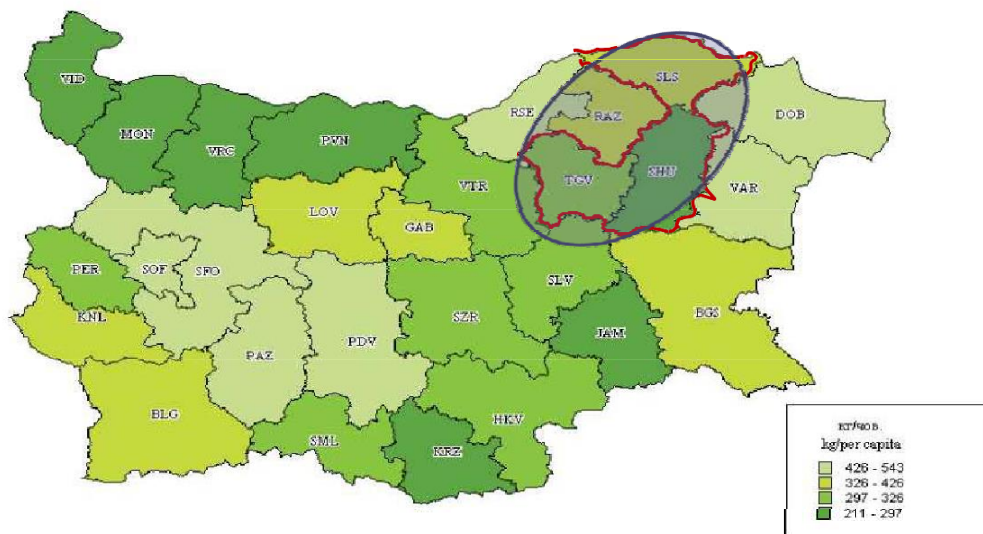 VID
MON
VRC
PVN
RSE
SLS
RAZ
DOB
TGV
SHU
VAR
VTR
LOV
GAB
PER
SOF
SFO
KNL
SLV
SZR
BGS
JAM
PAZ
PDV
BLG
HKV
SML
KRZ
кг/чов.
kg/per capita
426 - 543
326 - 426
297 - 326
211 - 297